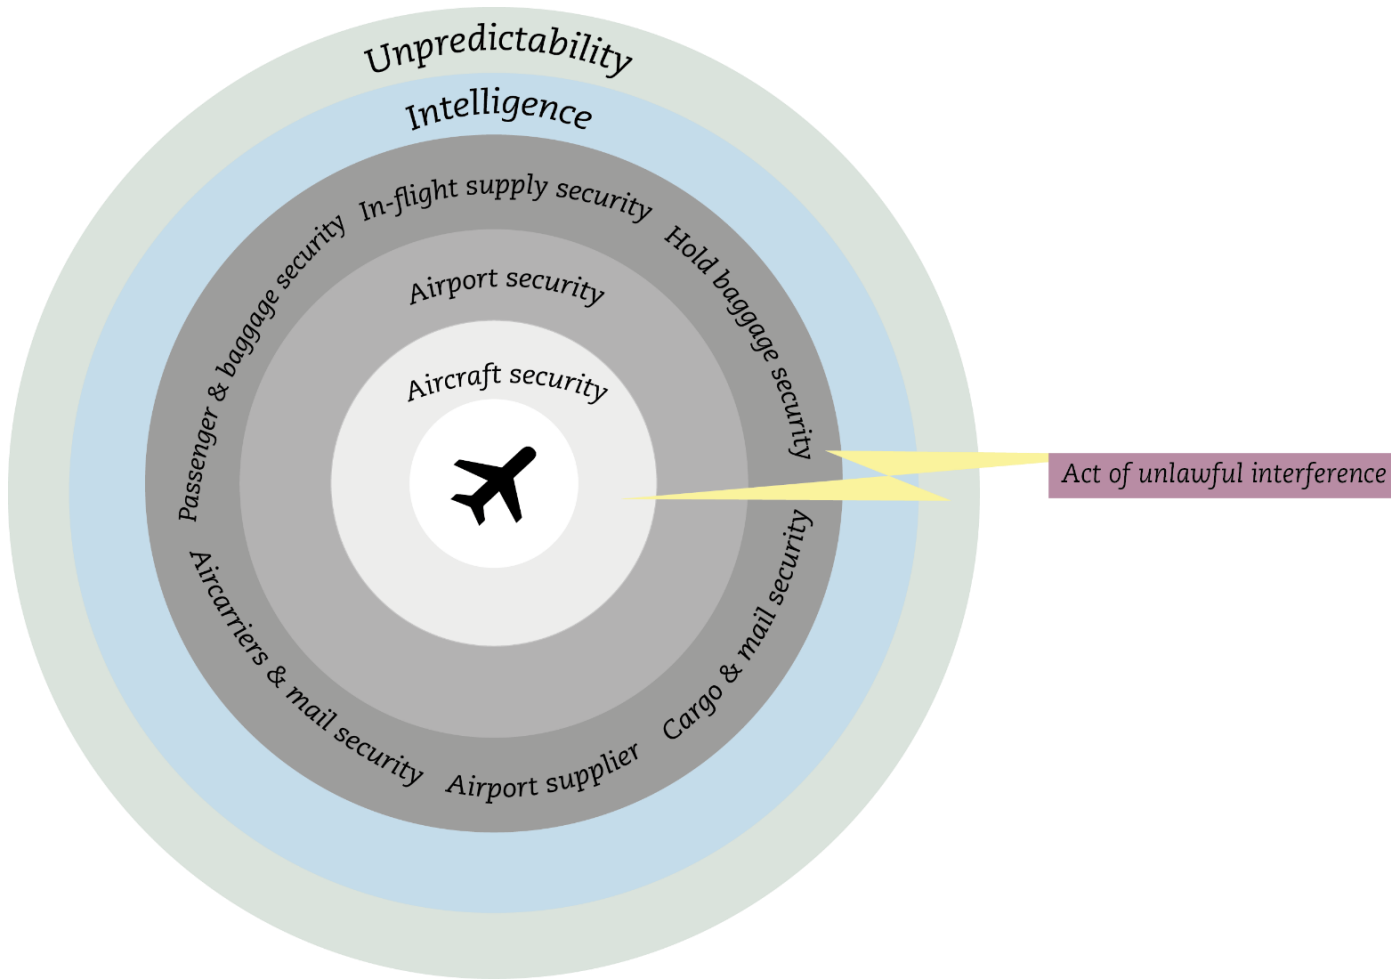 Unpredictability
Intelligence
In-flight supply security
Passenger & baggage security
Hold baggage security
Airport security
Aircraft security
Act of unlawful interference
Aircarriers & mail security
Cargo & mail security
Airport supplier